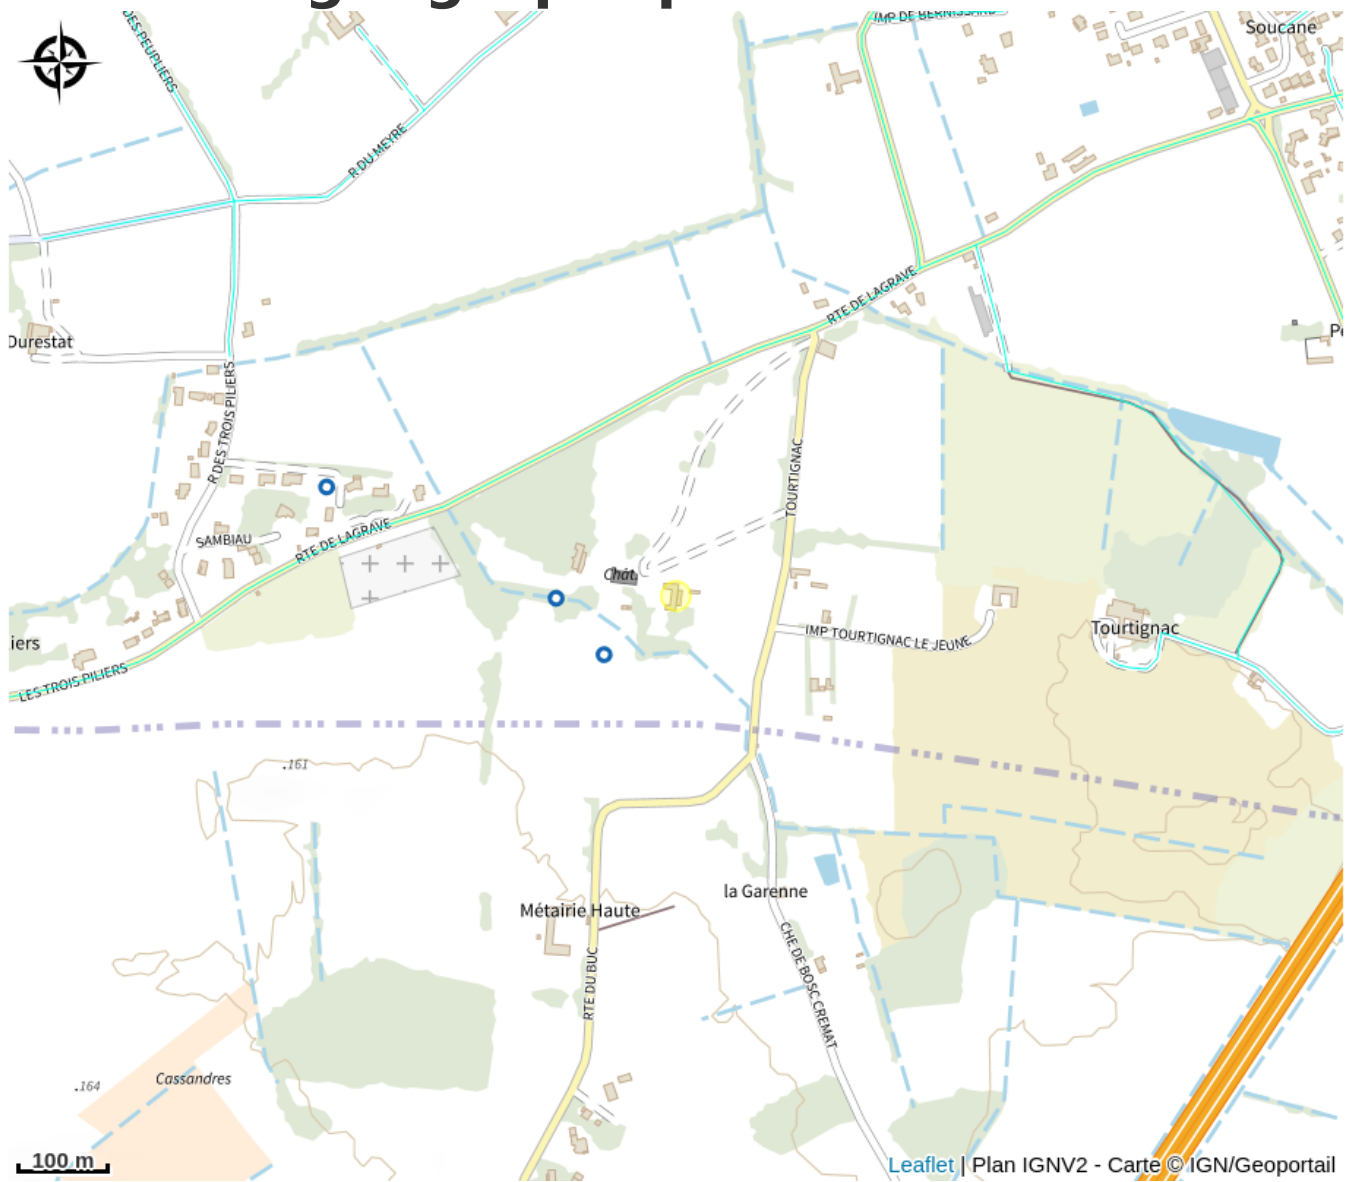 IMP DE BERNISSARD
Soucane
DES PEUPLIERS
R DU MEYRE
RTE DE LAGRAVE
Durestat
R DES TROIS PILIERS
TOURTIGNAC
SAMBIAU
RTE DE LAGRAVE
Chât.
IMP TOURTIGNAC LE JEUNE
Tourtignac
iers
LES TROIS PILIERS
.161
la Garenne
Métairie Haute
RTE DU BUC
CHE DE BOSC CREMAT
Cassandres
.164
100 m
Leaflet | Plan IGNV2 - Carte © IGN/Geoportail